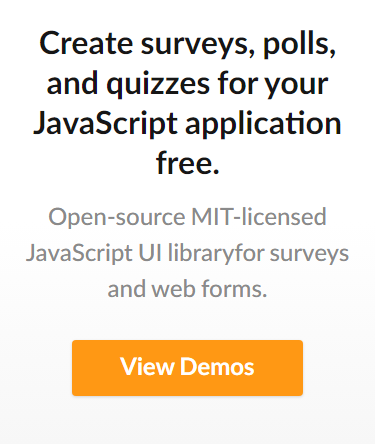 Create surveys, polls,
and quizzes for your
JavaScript application
free.
Open-source MIT-licensed
JavaScript UI libraryfor surveys
and web forms.
View Demos